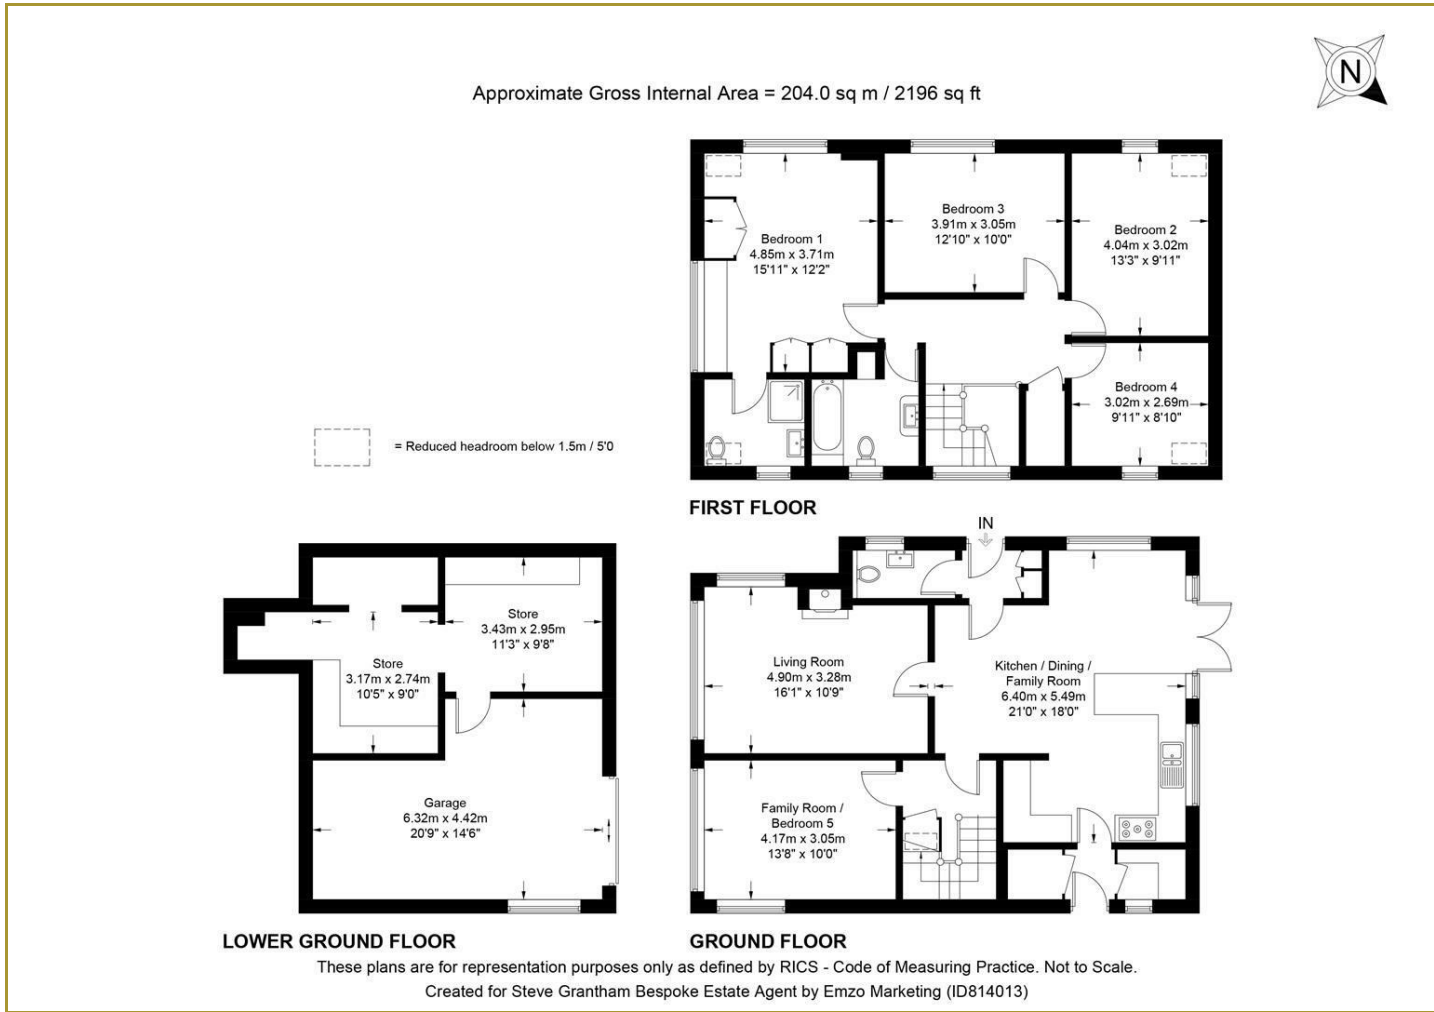 N
Approximate Gross Internal Area = 204.0 sq m / 2196 sq ft
Bedroom 1
4.85m x 3.71m
15'11" x 12'2"
Bedroom 3
3.91m x 3.05m
12'10" x 10'0"
Bedroom 2
4.04m x 3.02m
13'3" x 9'11"
Bedroom 4
3.02m x 2.69m
9'11" x 8'10"
= Reduced headroom below 1.5m / 5'0
FIRST FLOOR
IN
Store
3.43m x 2.95m
11'3" x 9'8"
Store
3.17m x 2.74m
10'5" x 9'0"
Garage
6.32m x 4.42m
20'9" x 14'6"
Living Room
4.90m x 3.28m
16'1" x 10'9"
Kitchen / Dining /
Family Room
6.40m x 5.49m
21'0" x 18'0"
Family Room /
Bedroom 5
4.17m x 3.05m
13'8" x 10'0"
LOWER GROUND FLOOR
GROUND FLOOR
These plans are for representation purposes only as defined by RICS - Code of Measuring Practice. Not to Scale.
Created for Steve Grantham Bespoke Estate Agent by Emzo Marketing (ID814013)